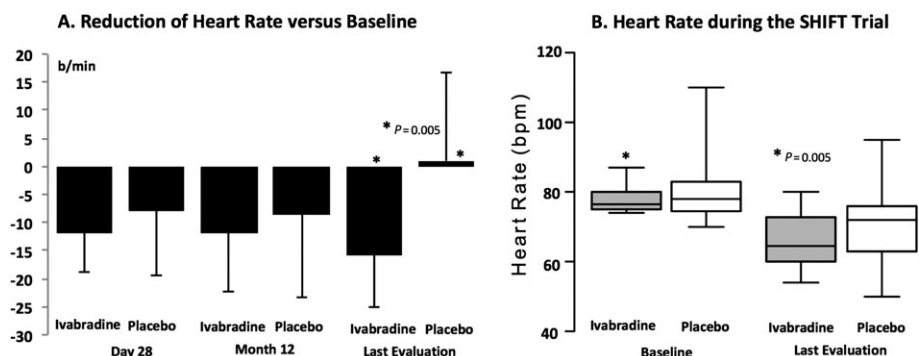 A. Reduction of Heart Rate versus Baseline
b/min
20
15
10
5
0
-5
-10
-15
-20
-25
-30
* P=0.005
*
*
Ivabradine Placebo Ivabradine Placebo Ivabradine Placebo
Day 28 Month 12 Last Evaluation
B. Heart Rate during the SHIFT Trial
Heart Rate (bpm)
120
100
80
60
40
*
* P=0.005
Ivabradine Placebo Ivabradine Placebo
Baseline Last Evaluation